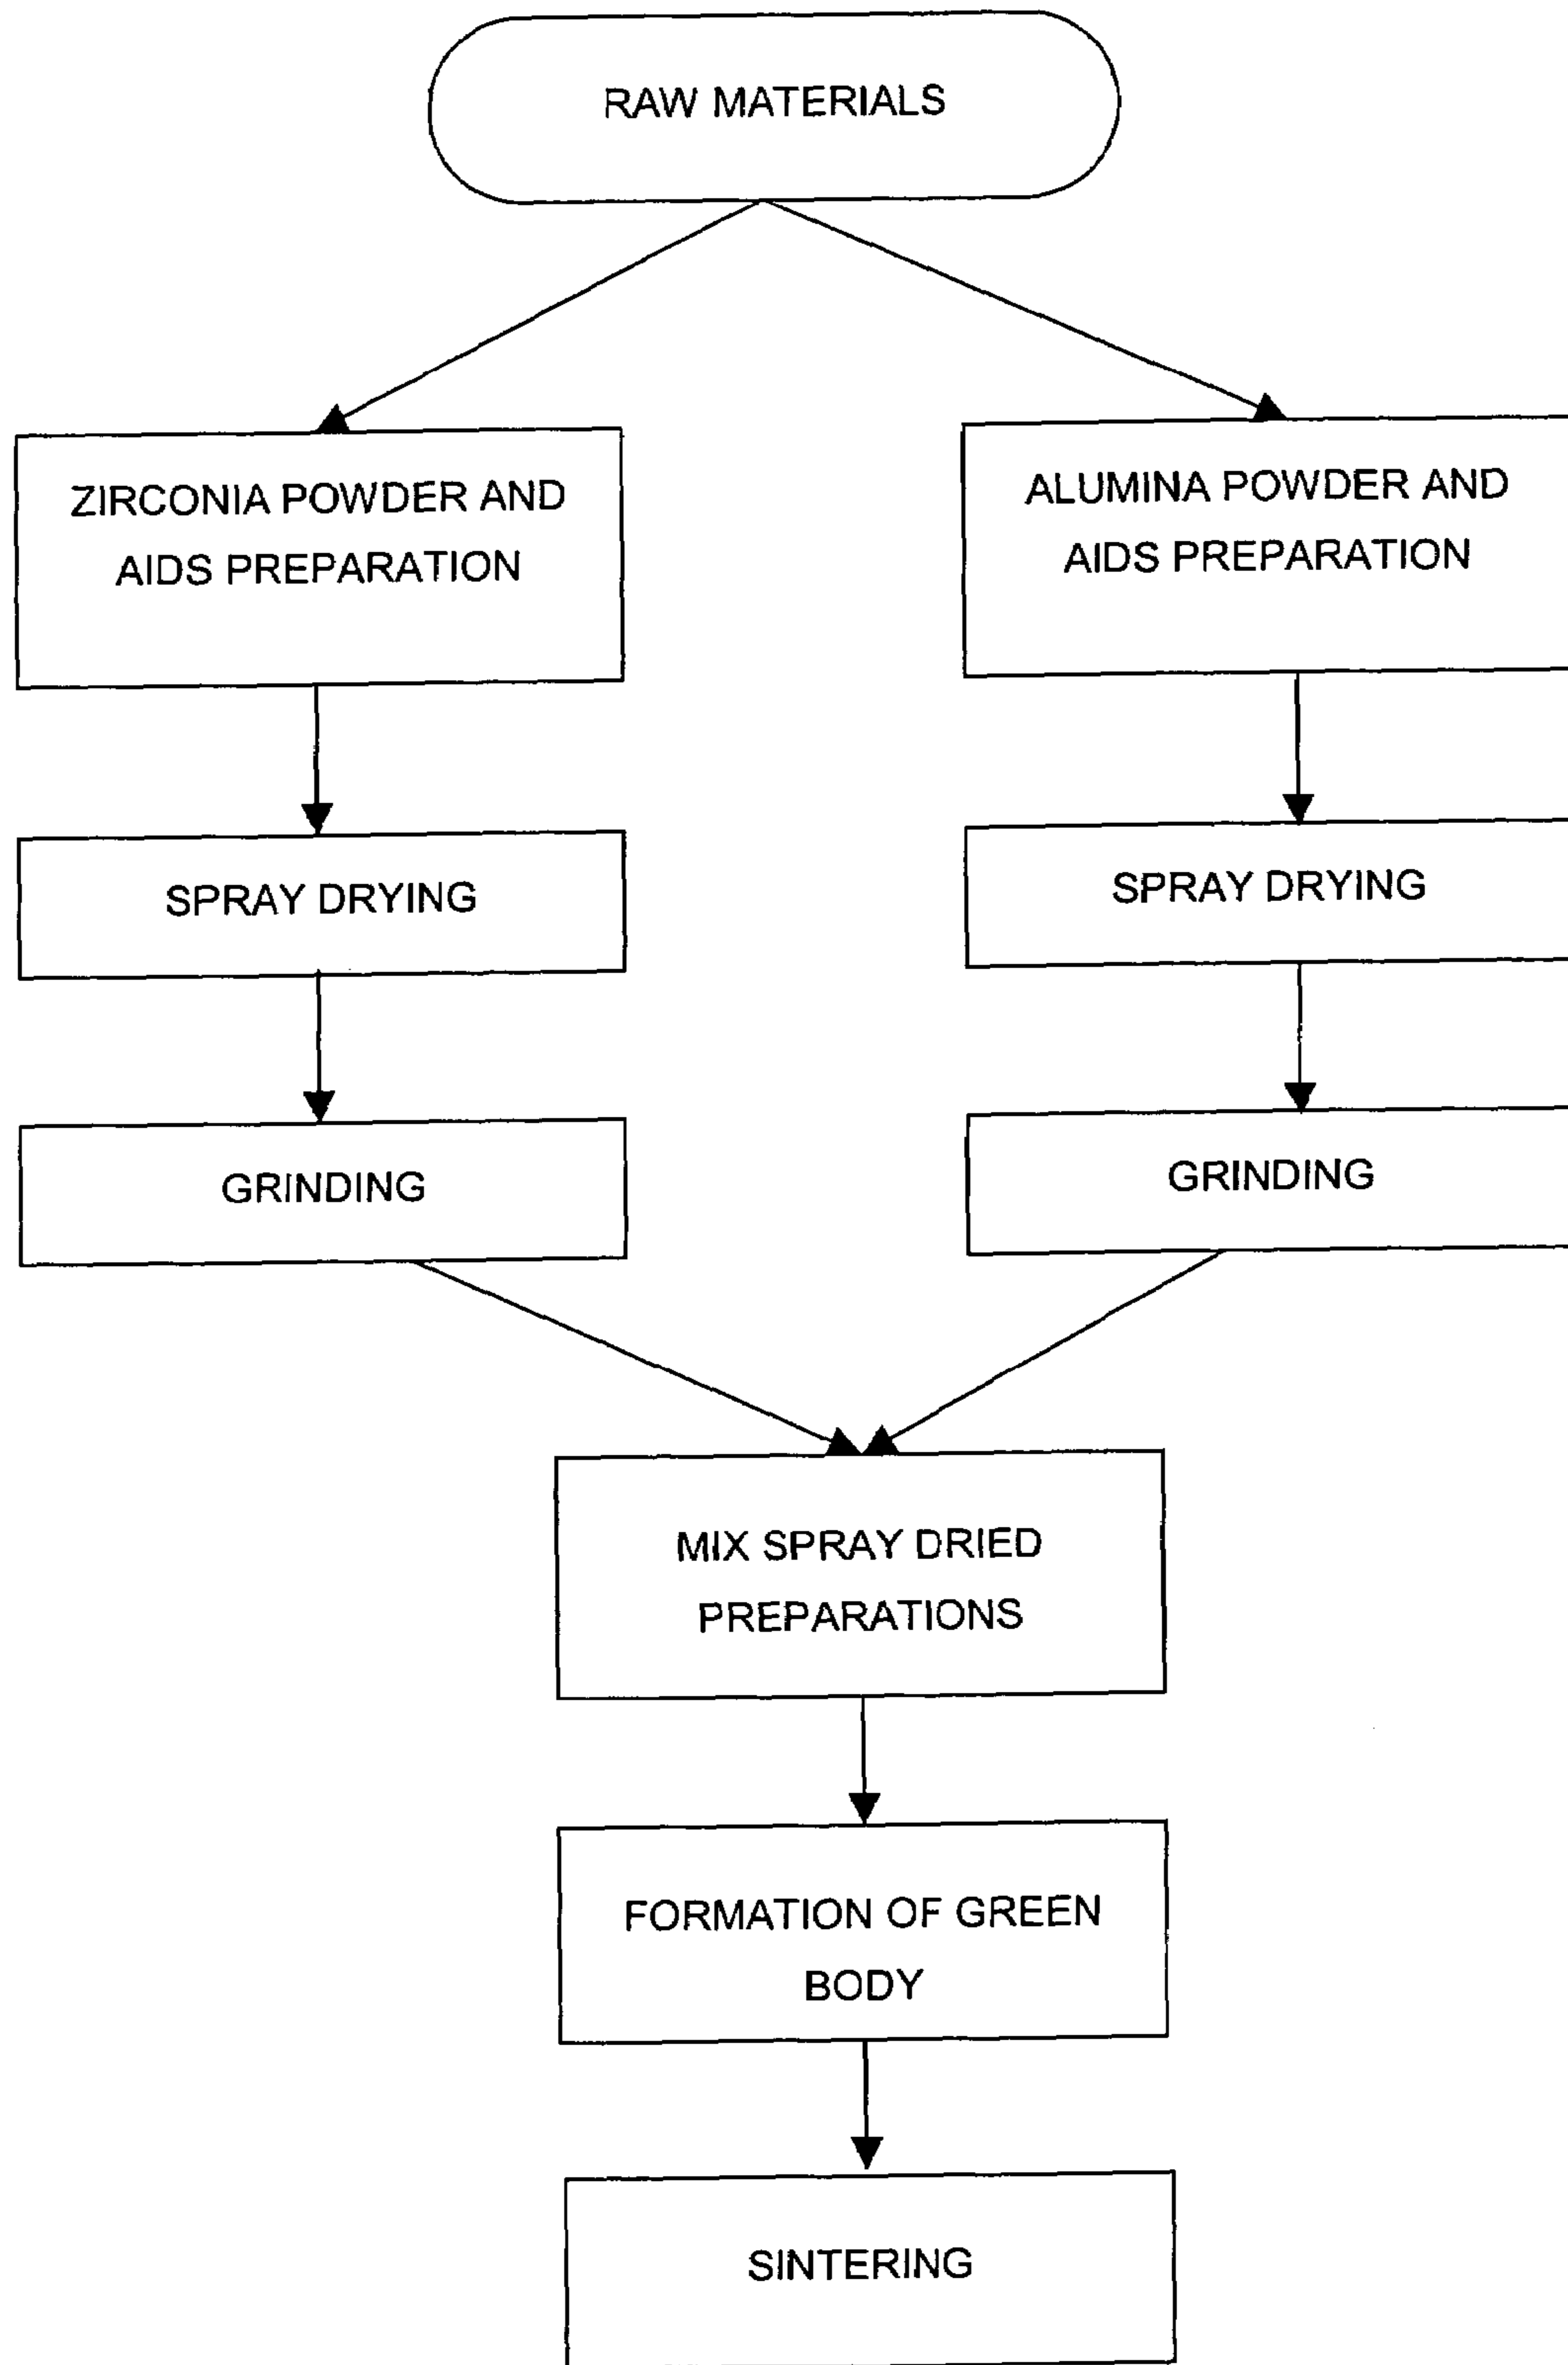 RAW MATERIALS
ZIRCONIA POWDER AND
AIDS PREPARATION
ALUMINA POWDER AND
AIDS PREPARATION
SPRAY DRYING
SPRAY DRYING
GRINDING
GRINDING
MIX SPRAY DRIED
PREPARATIONS
FORMATION OF GREEN
BODY
SINTERING